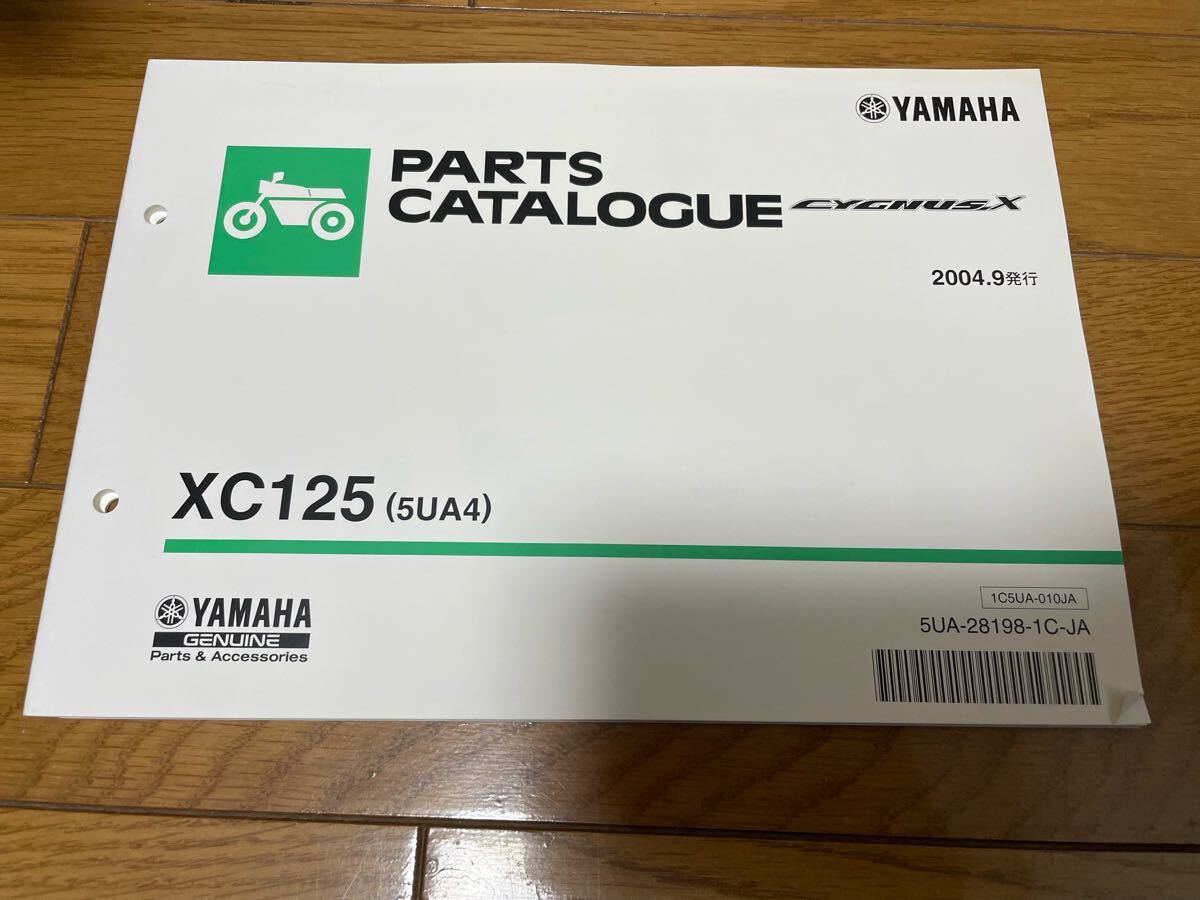 YAMAHA
PARTS
CATALOGUE CYGNUS.X
2004.9発行
XC125 (5UA4)
1C5UA-010JA
5UA-28198-1C-JA
YAMAHA
GENUINE
Parts & Accessories